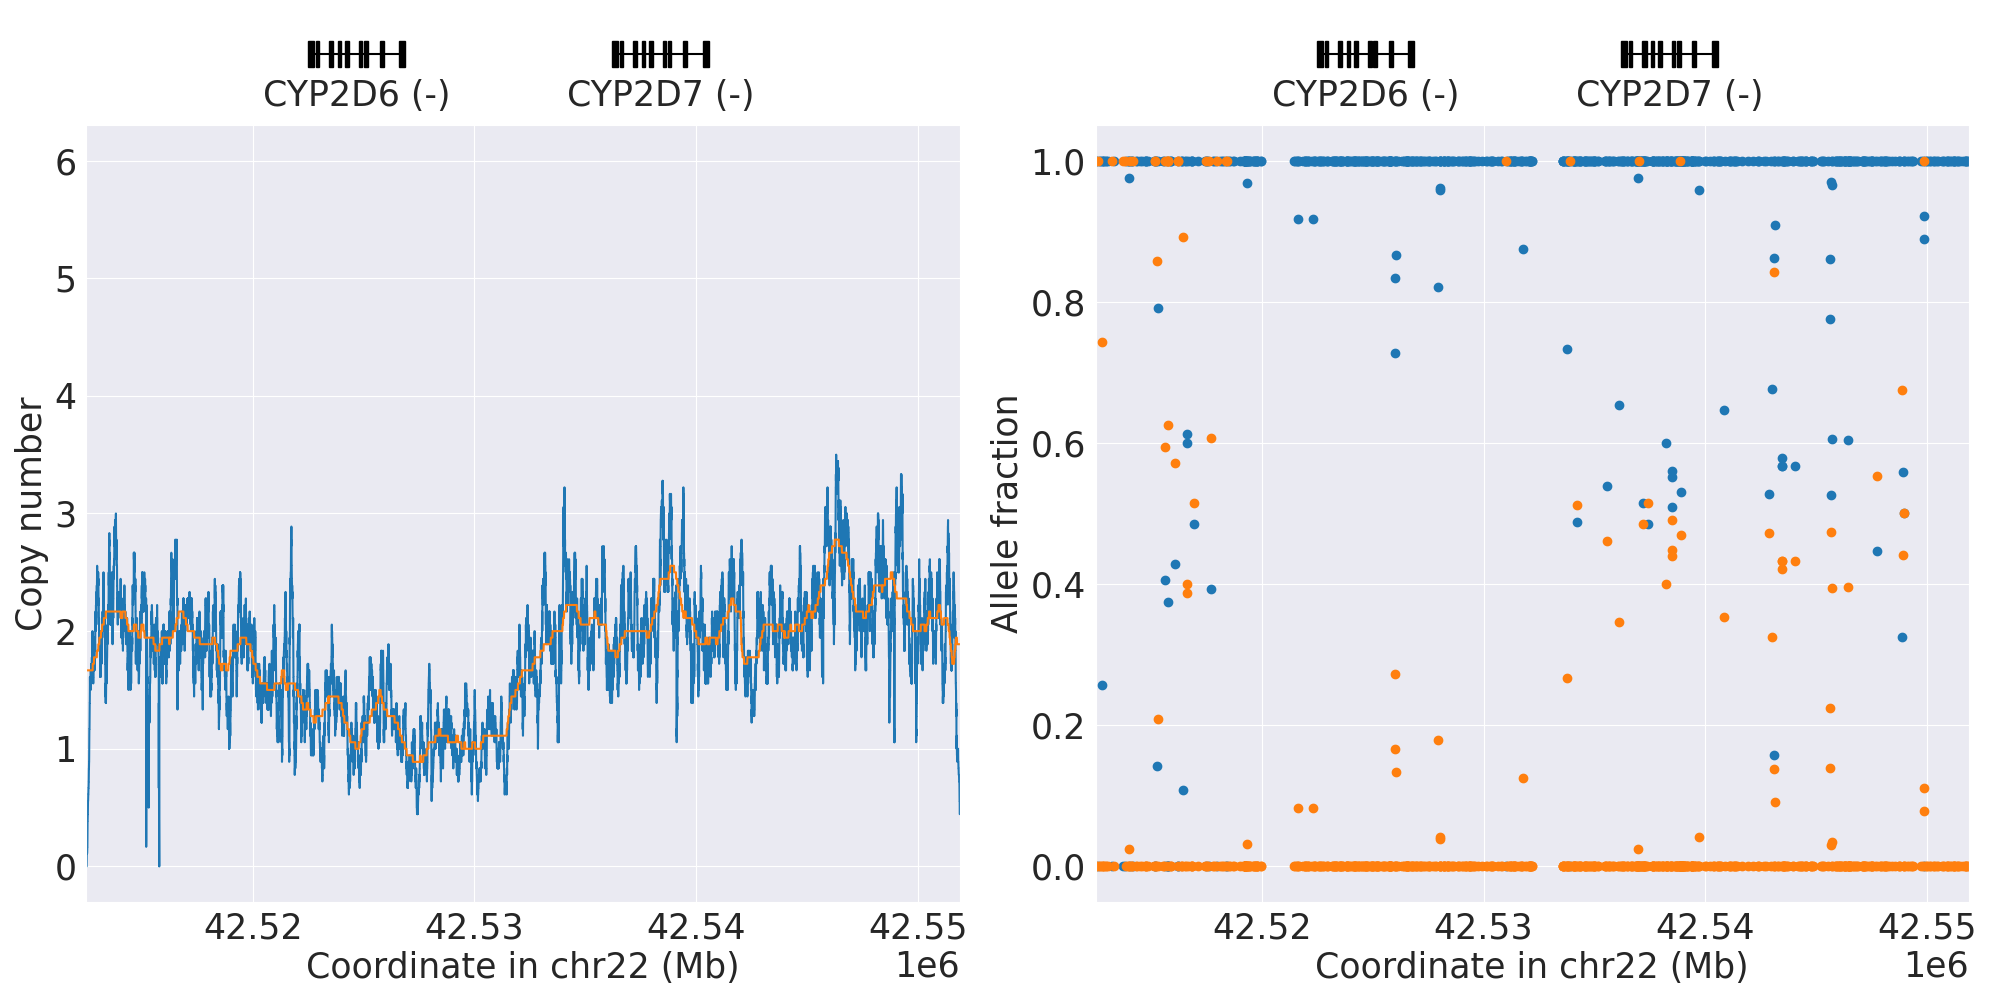 CYP2D6 (-) CYP2D7 (-)
6
5
4
3
2
1
0
Copy number
42.52 42.53 42.54 42.55
Coordinate in chr22 (Mb) 1e6
CYP2D6 (-) CYP2D7 (-)
1.0
0.8
0.6
0.4
0.2
0.0
Allele fraction
42.52 42.53 42.54 42.55
Coordinate in chr22 (Mb) 1e6